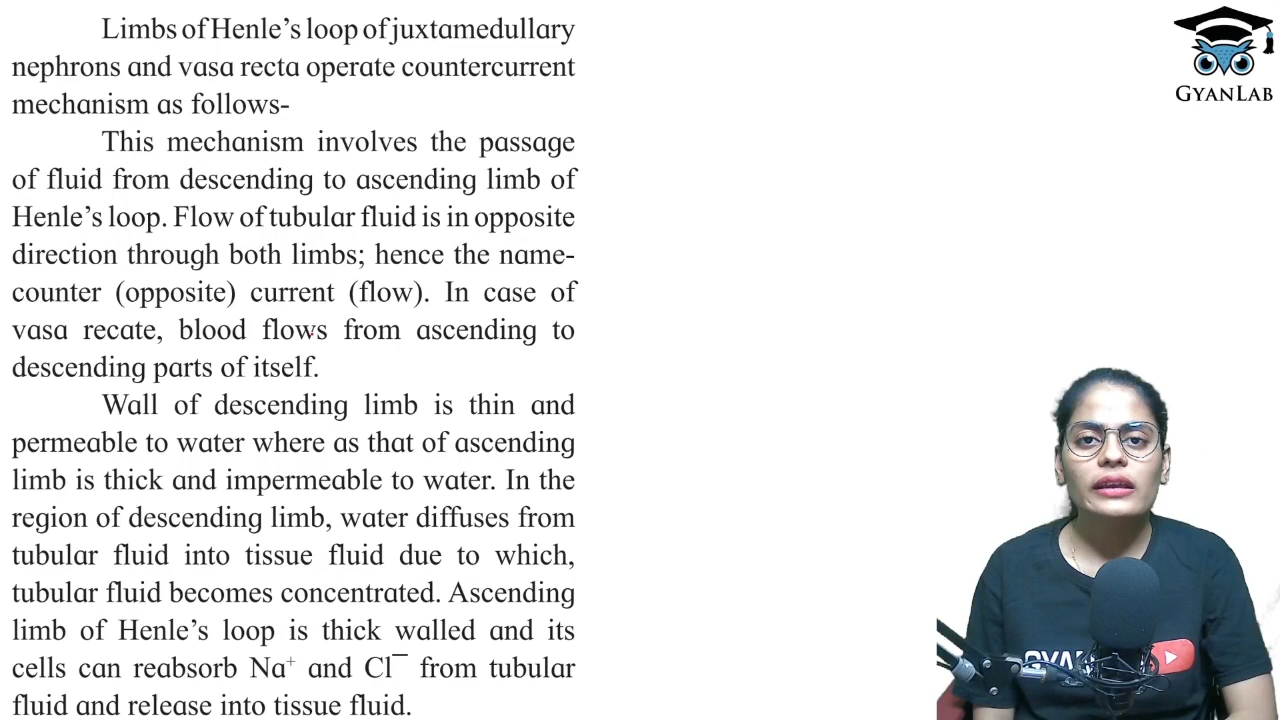 Limbs of Henle's loop of juxtamedullary
nephrons and vasa recta operate countercurrent
mechanism as follows-
This mechanism involves the passage
of fluid from descending to ascending limb of
Henle's loop. Flow of tubular fluid is in opposite
direction through both limbs; hence the name-
counter (opposite) current (flow). In case of
vasa recate, blood flows from ascending to
descending parts of itself.
Wall of descending limb is thin and
permeable to water where as that of ascending
limb is thick and impermeable to water. In the
region of descending limb, water diffuses from
tubular fluid into tissue fluid due to which,
tubular fluid becomes concentrated. Ascending
limb of Henle's loop is thick walled and its
cells can reabsorb Na⁺ and Cl⁻ from tubular
fluid and release into tissue fluid.
GYANLAB